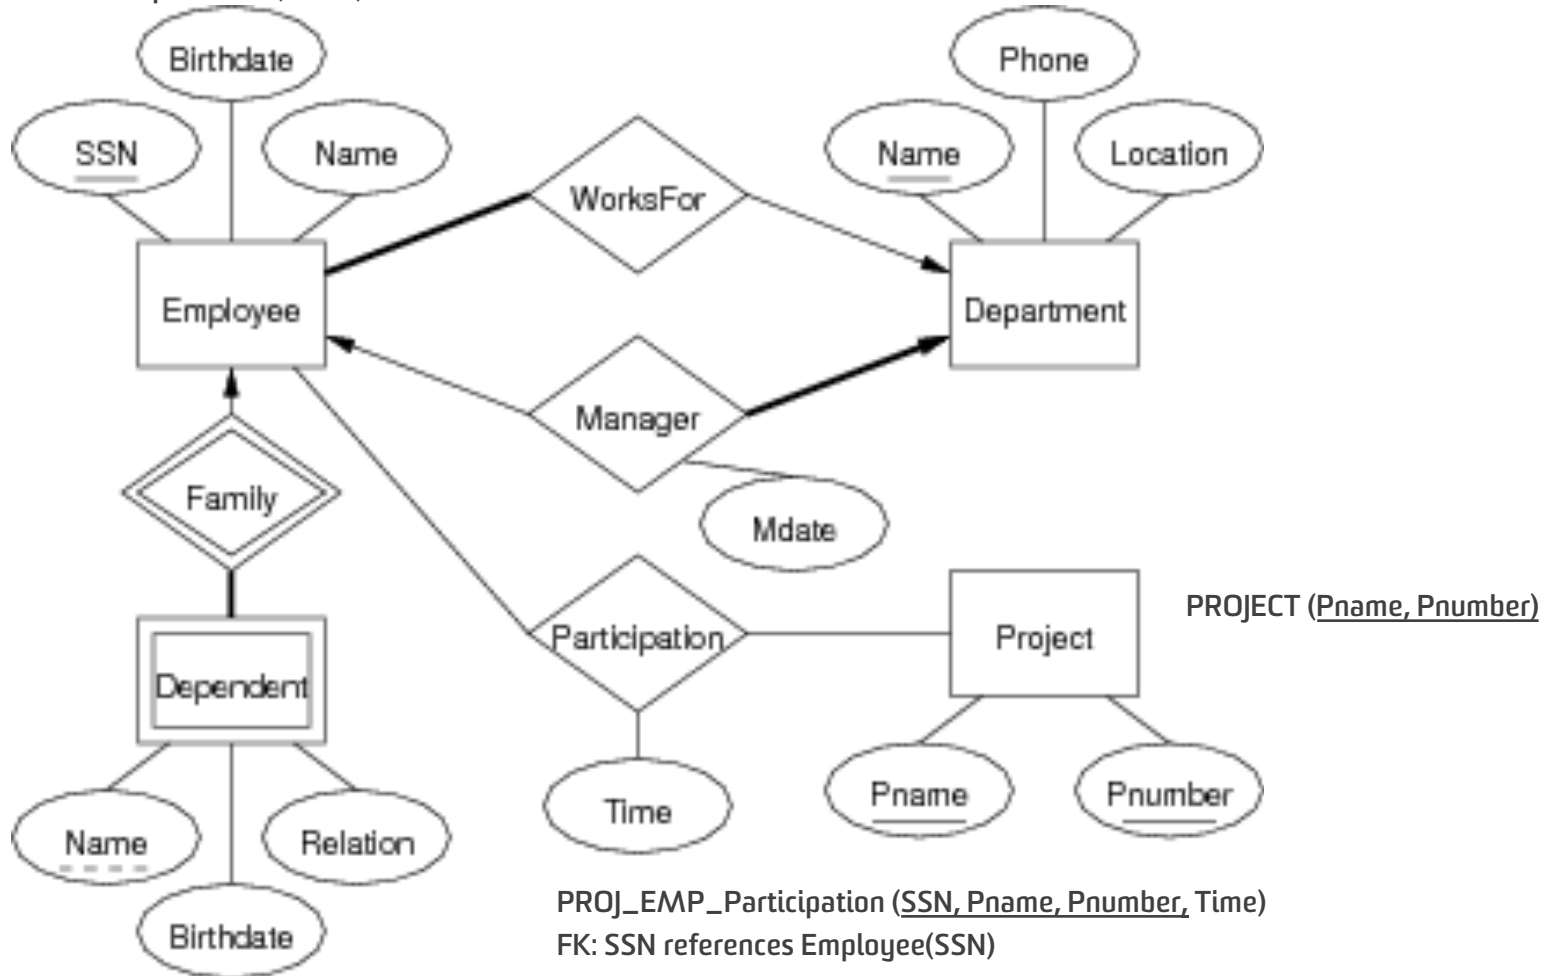 Birthdate
Phone
SSN
Name
Name
Location
WorksFor
Employee
Department
Manager
Family
Mdate
Participation
Project
PROJECT (Pname, Pnumber)
Dependent
Time
Pname
Pnumber
Name
Relation
Birthdate
PROJ_EMP_Participation (SSN, Pname, Pnumber, Time)
FK: SSN references Employee(SSN)